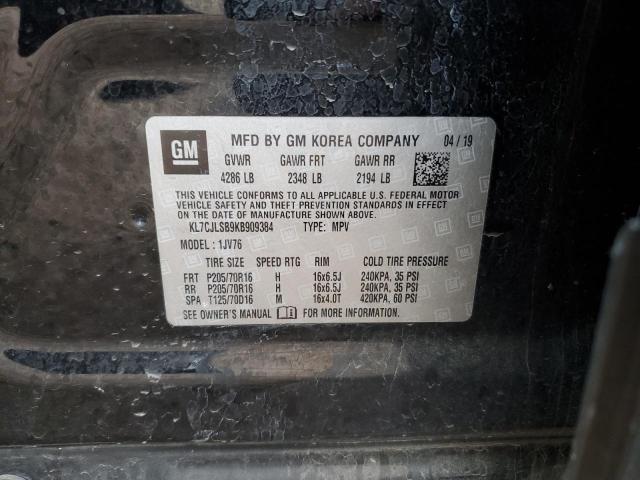 GM
MFD BY GM KOREA COMPANY 04 / 19
GVWR GAWR FRT GAWR RR
4286 LB 2348 LB 2194 LB
THIS VEHICLE CONFORMS TO ALL APPLICABLE U.S. FEDERAL MOTOR
VEHICLE SAFETY AND THEFT PREVENTION STANDARDS IN EFFECT
ON THE DATE OF MANUFACTURE SHOWN ABOVE.
KL7CJLSB9KB909384 TYPE: MPV
MODEL : 1JV76
TIRE SIZE SPEED RTG RIM COLD TIRE PRESSURE
FRT P205/70R16 H 16x6.5J 240KPA, 35 PSI
RR P205/70R16 H 16x6.5J 240KPA, 35 PSI
SPA T125/70D16 M 16x4.0T 420KPA, 60 PSI
SEE OWNER'S MANUAL FOR MORE INFORMATION.